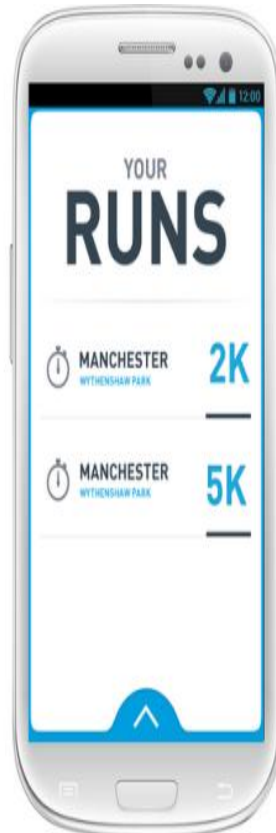 12:00
YOUR
RUNS
MANCHESTER
WYTHENSHAW PARK
2K
MANCHESTER
WYTHENSHAW PARK
5K